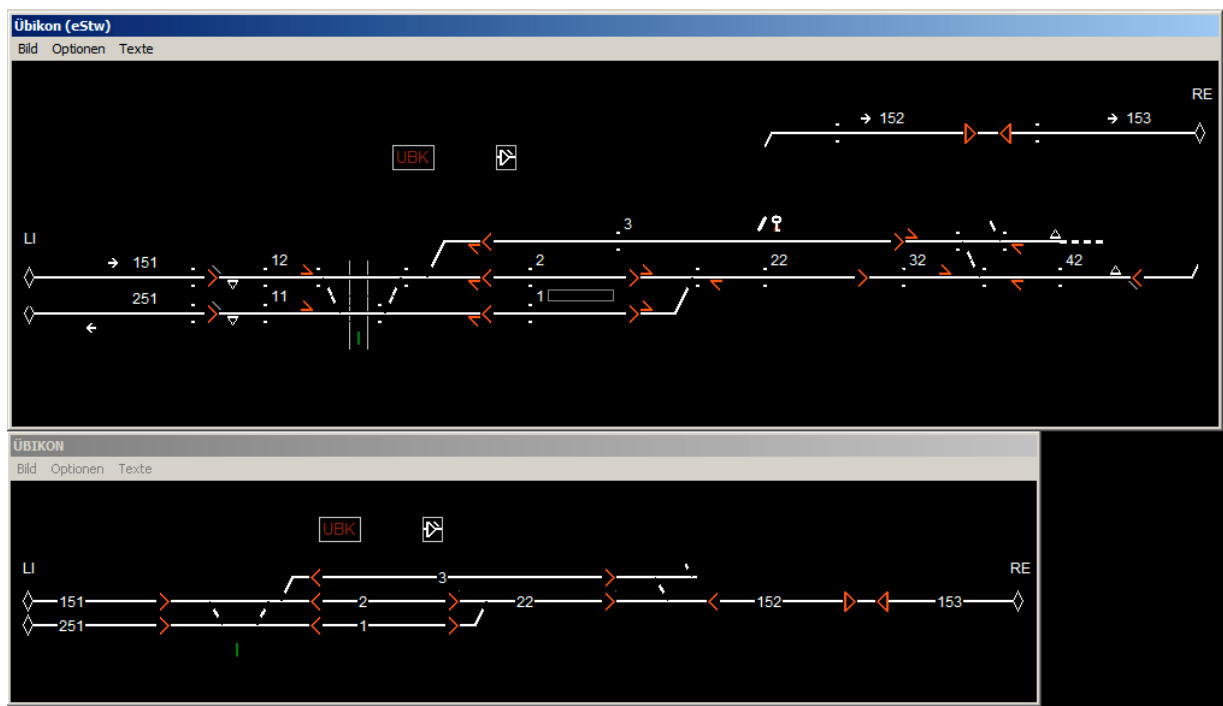 Übikon (eStw)
Bild Optionen Texte
RE
152 153
UBK
3
LI
151 12 2 22 32 42
251 11 1
ÜBIKON
Bild Optionen Texte
UBK
LI RE
3
151 2 22 152 153
251 1